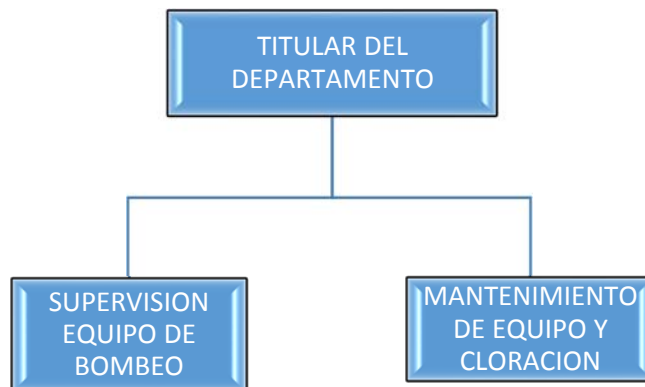 TITULAR DEL
DEPARTAMENTO
SUPERVISION
EQUIPO DE
BOMBEO
MANTENIMIENTO
DE EQUIPO Y
CLORACION